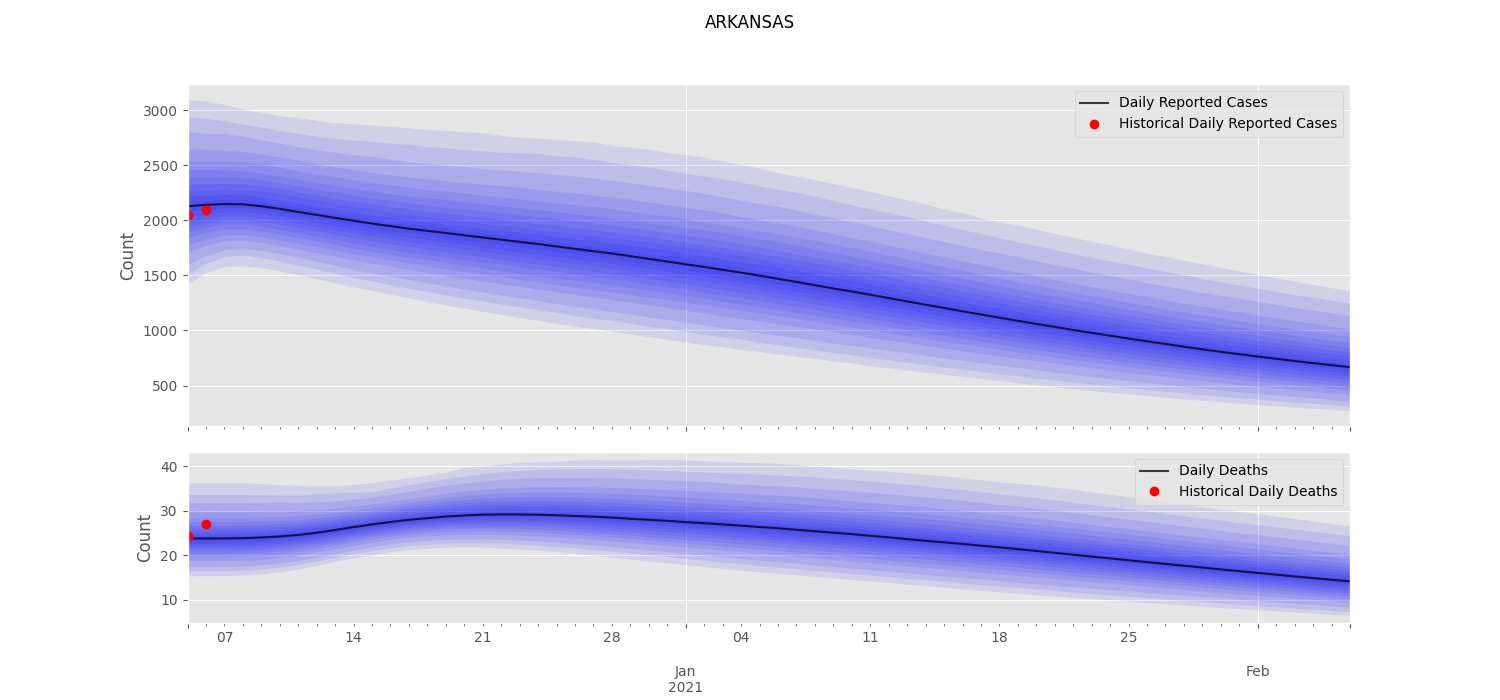 ARKANSAS
Daily Reported Cases
Historical Daily Reported Cases
3000
2500
2000
1500
1000
500
Count
Daily Deaths
Historical Daily Deaths
40
30
20
10
Count
07 14 21 28 04 11 18 25
Jan Feb
2021